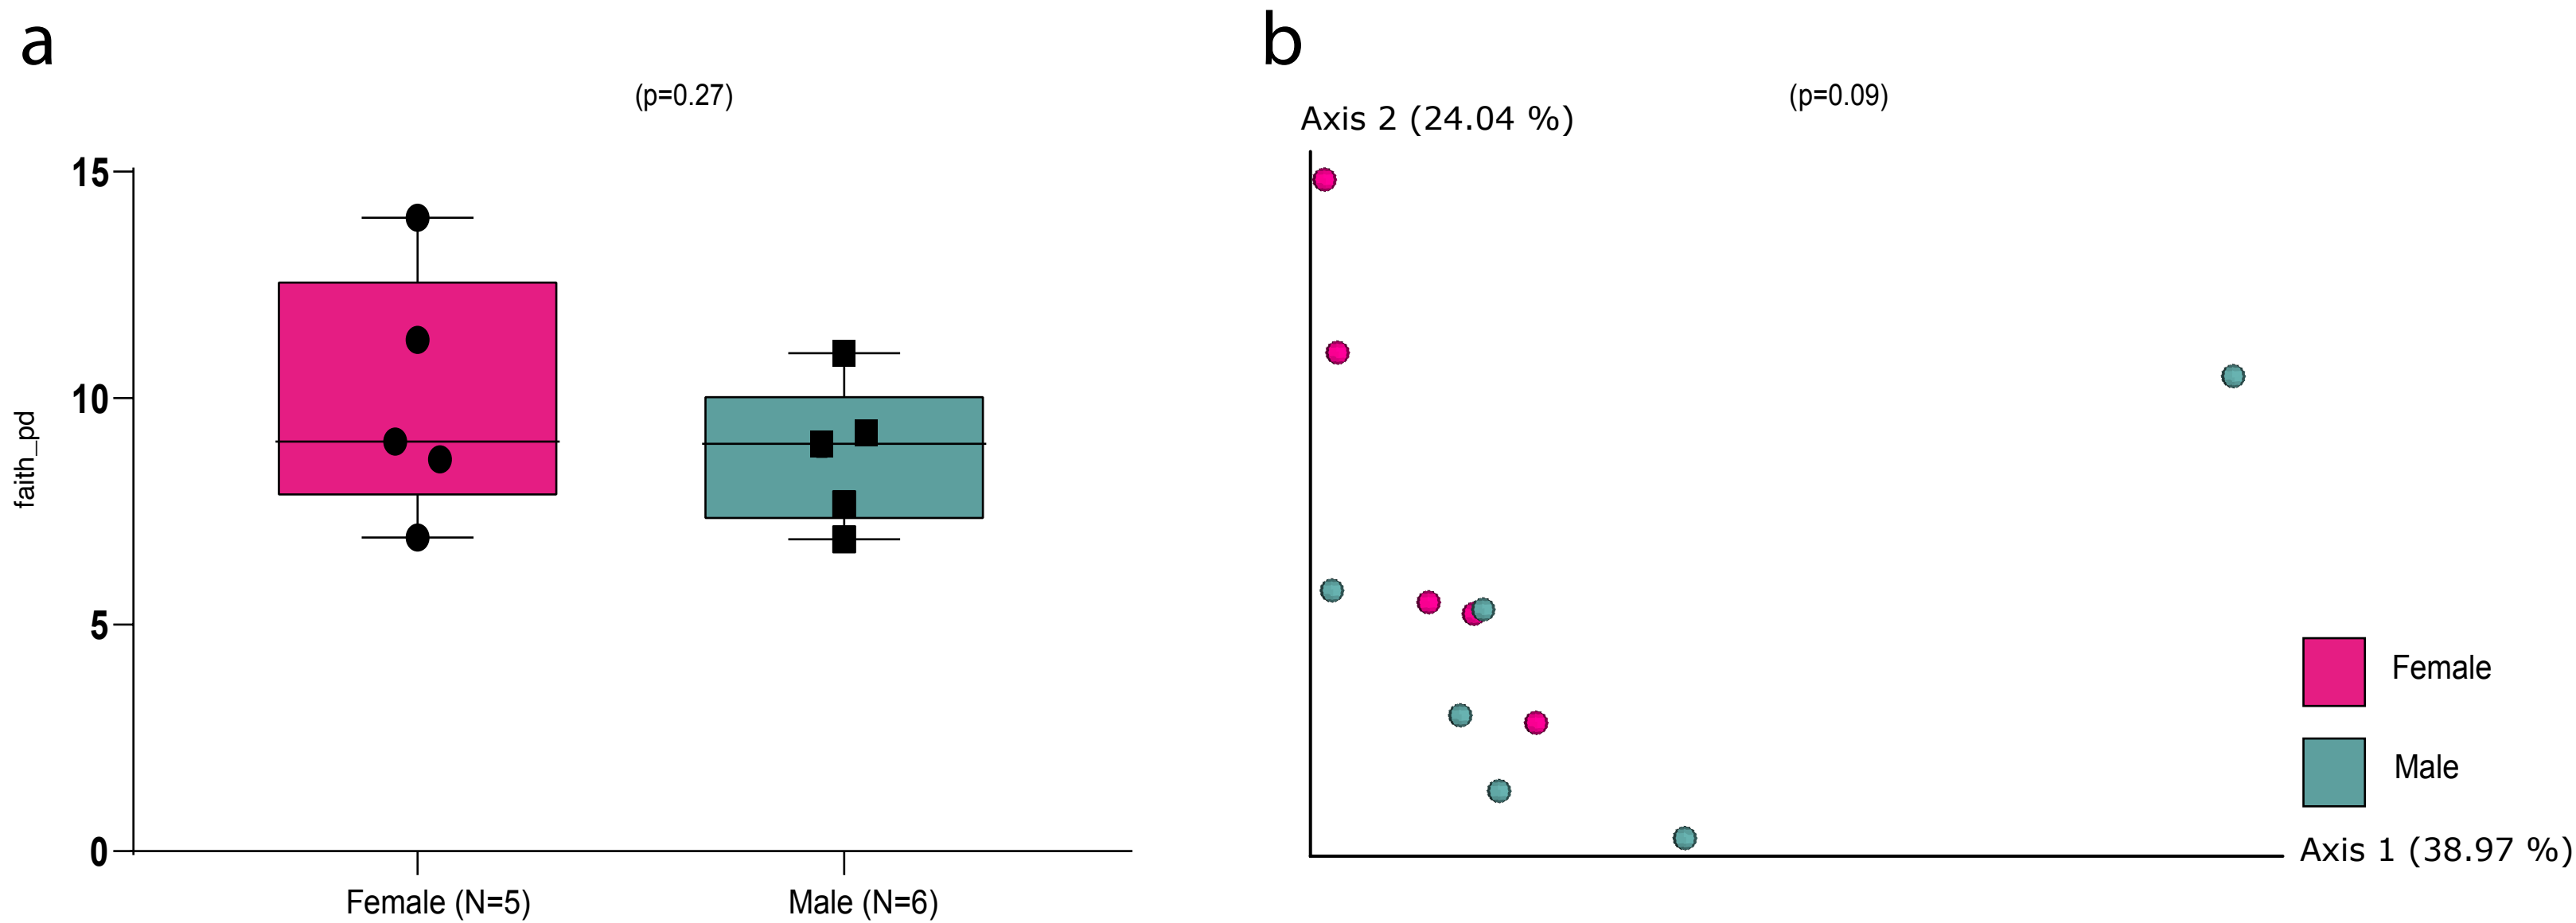 a
(p=0.27)
15
10
5
0
faith_pd
Female (N=5)
Male (N=6)
b
(p=0.09)
Axis 2 (24.04 %)
Female
Male
Axis 1 (38.97 %)